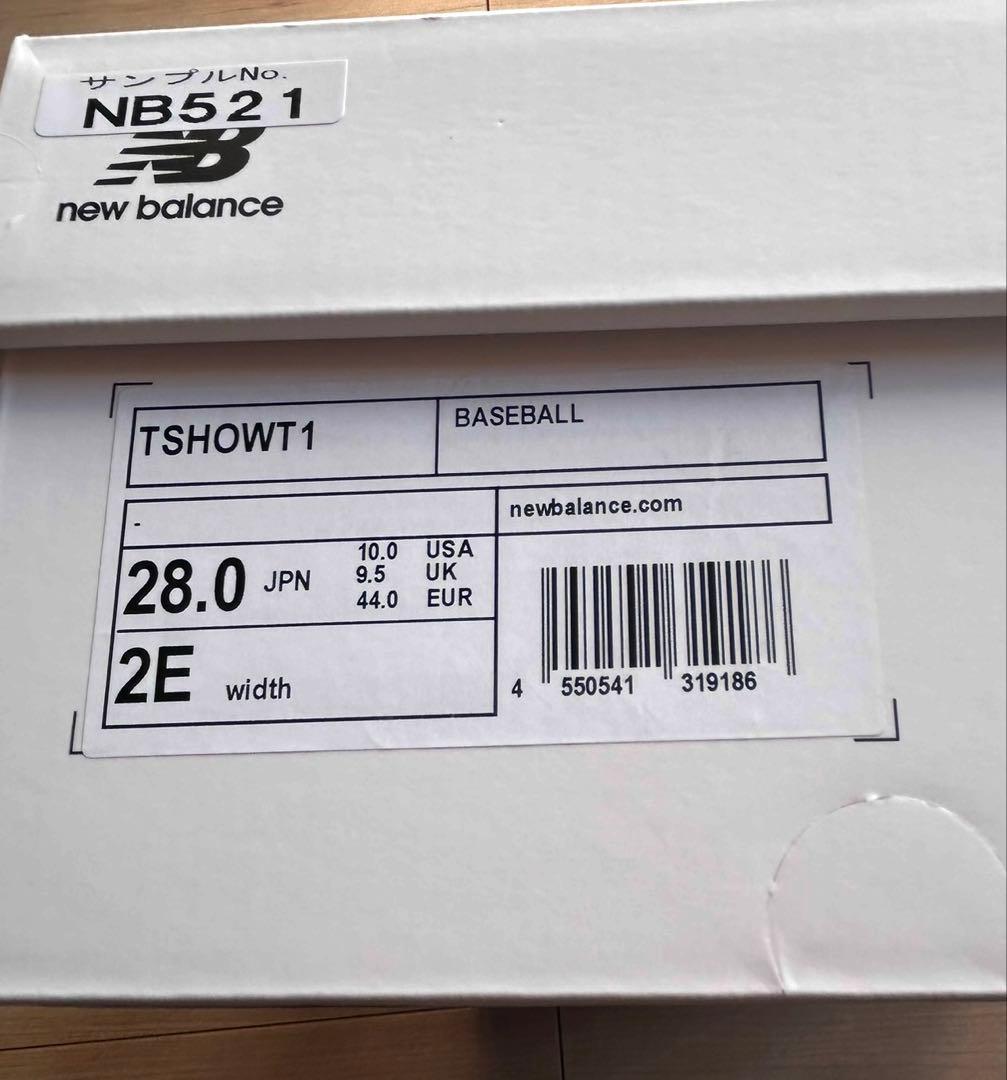 サンプルNo.
NB521
NB
new balance
TSHOWT1
BASEBALL
-
newbalance.com
28.0 JPN
10.0 USA
9.5 UK
44.0 EUR
2E width
4 550541 319186